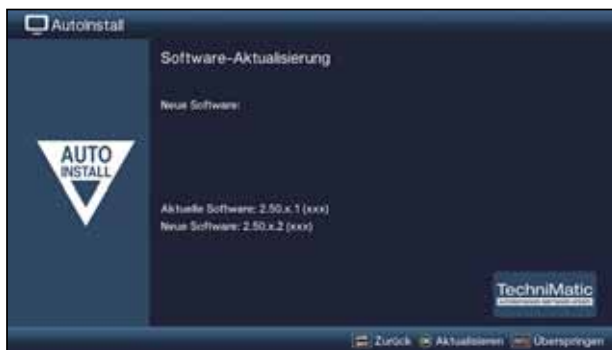 AutoInstall
Software-Aktualisierung
Neue Software:
AUTO
INSTALL
Aktuelle Software: 2.50.x.1 (xxx)
Neue Software: 2.50.x.2 (xxx)
TechniMatic
Zurück Aktualisieren Überspringen